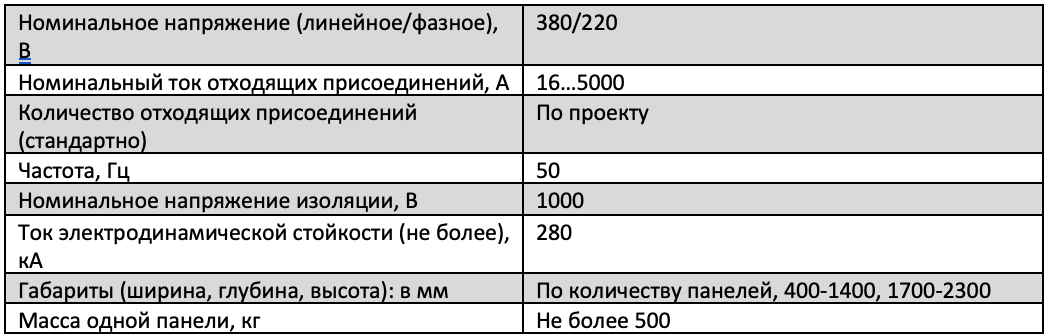 Номинальное напряжение (линейное/фазное), 380/220
В
Номинальный ток отходящих присоединений, А 16...5000
Количество отходящих присоединений По проекту
(стандартно)
Частота, Гц 50
Номинальное напряжение изоляции, В 1000
Ток электродинамической стойкости (не более), 280
кА
Габариты (ширина, глубина, высота): в мм По количеству панелей, 400-1400, 1700-2300
Масса одной панели, кг Не более 500